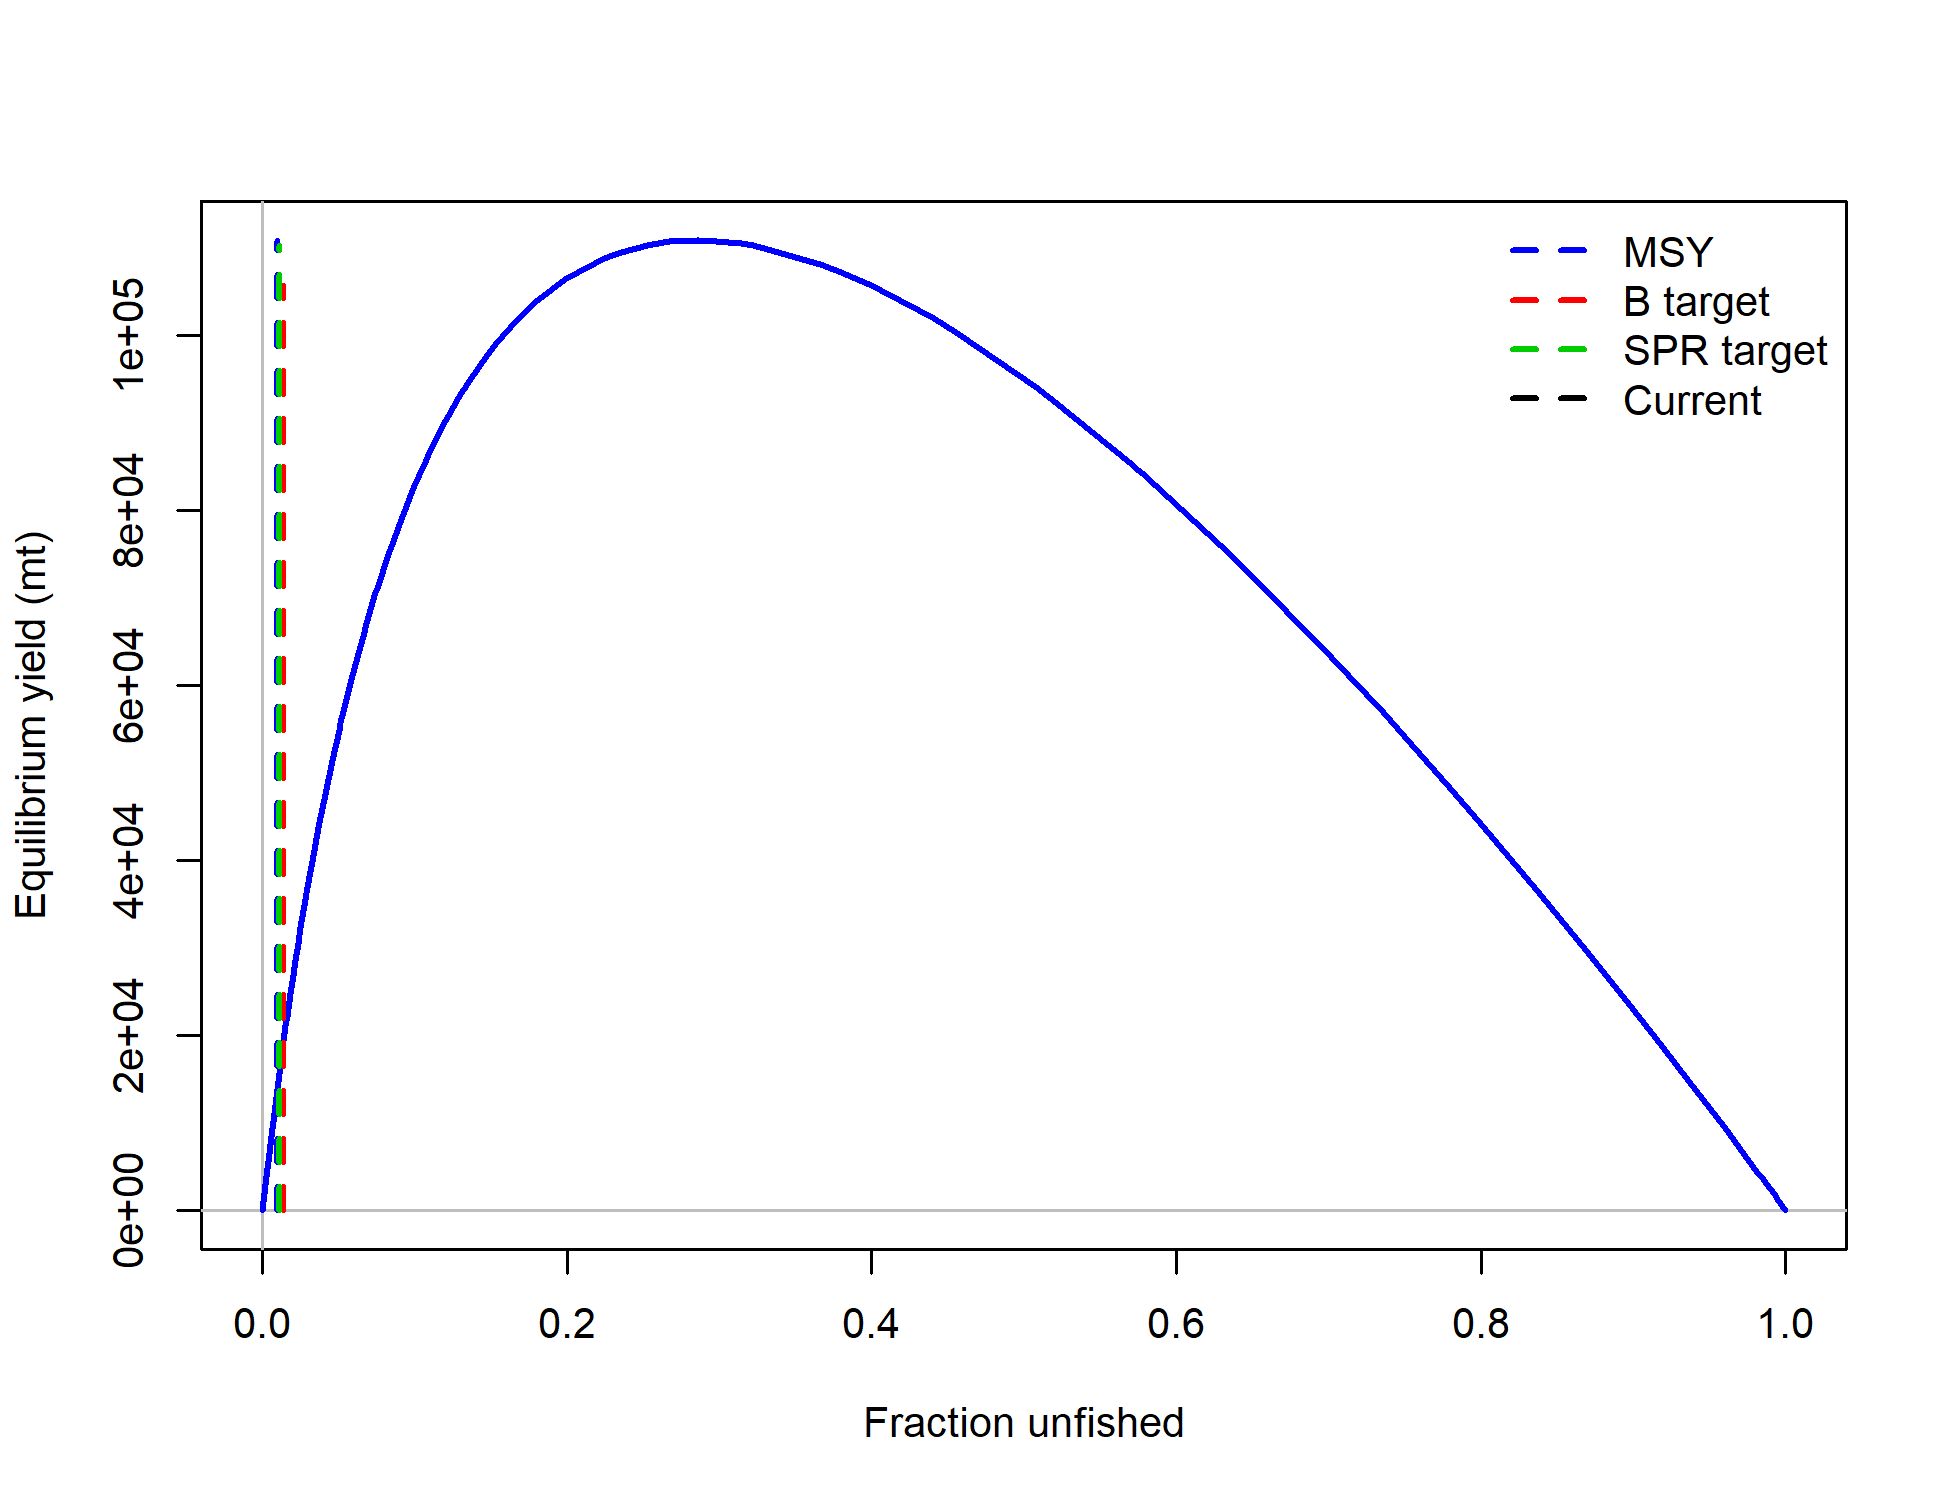 MSY
B target
SPR target
Current
Equilibrium yield (mt)
1e+05
8e+04
6e+04
4e+04
2e+04
0e+00
0.0 0.2 0.4 0.6 0.8 1.0
Fraction unfished